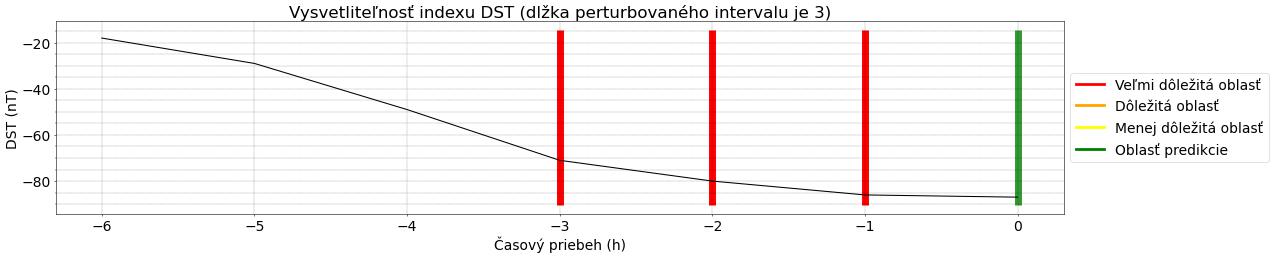 Vysvetliteľnosť indexu DST (dĺžka perturbovaného intervalu je 3)
DST (nT)
−20
−40
−60
−80
−6
−5
−4
−3
−2
−1
0
Časový priebeh (h)
Veľmi dôležitá oblasť
Dôležitá oblasť
Menej dôležitá oblasť
Oblasť predikcie